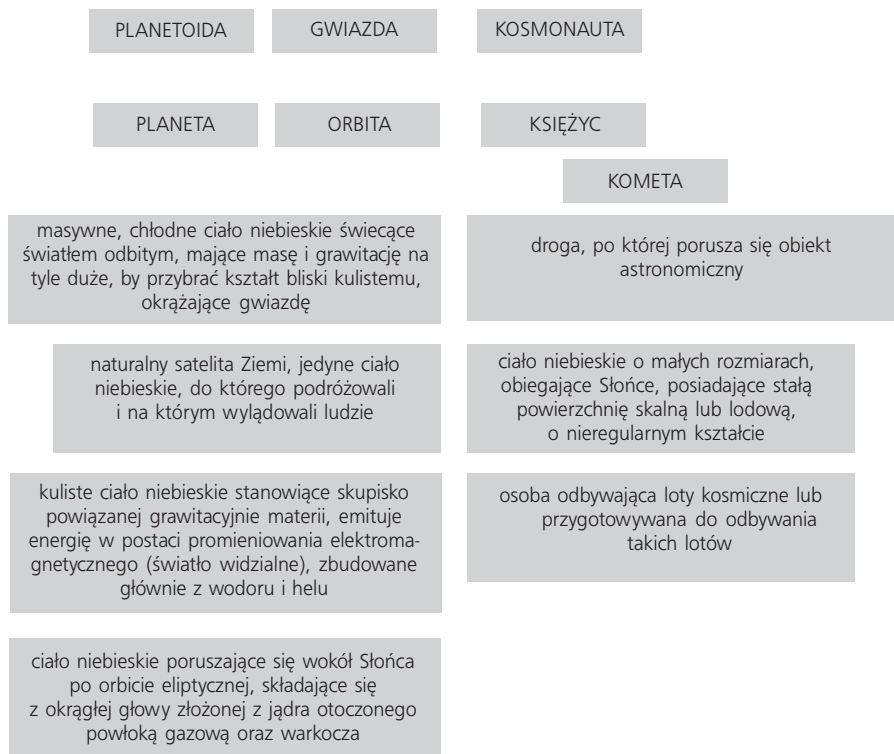 PLANETOIDA
GWIAZDA
KOSMONAUTA
PLANETA
ORBITA
KSIĘŻYC
KOMETA
masywne, chłodne ciało niebieskie świecące
światłem odbitym, mające masę i grawitację na
tyle duże, by przybrać kształt bliski kulistemu,
okrążające gwiazdę
droga, po której porusza się obiekt
astronomiczny
naturalny satelita Ziemi, jedyne ciało
niebieskie, do którego podróżowali
i na którym wylądowali ludzie
ciało niebieskie o małych rozmiarach,
obiegające Słońce, posiadające stałą
powierzchnię skalną lub lodową,
o nieregularnym kształcie
kuliste ciało niebieskie stanowiące skupisko
powiązanej grawitacyjnie materii, emituje
energię w postaci promieniowania elektroma-
gnetycznego (światło widzialne), zbudowane
głównie z wodoru i helu
osoba odbywająca loty kosmiczne lub
przygotowywana do odbywania
takich lotów
ciało niebieskie poruszające się wokół Słońca
po orbicie eliptycznej, składające się
z okrągłej głowy złożonej z jądra otoczonego
powłoką gazową oraz warkocza